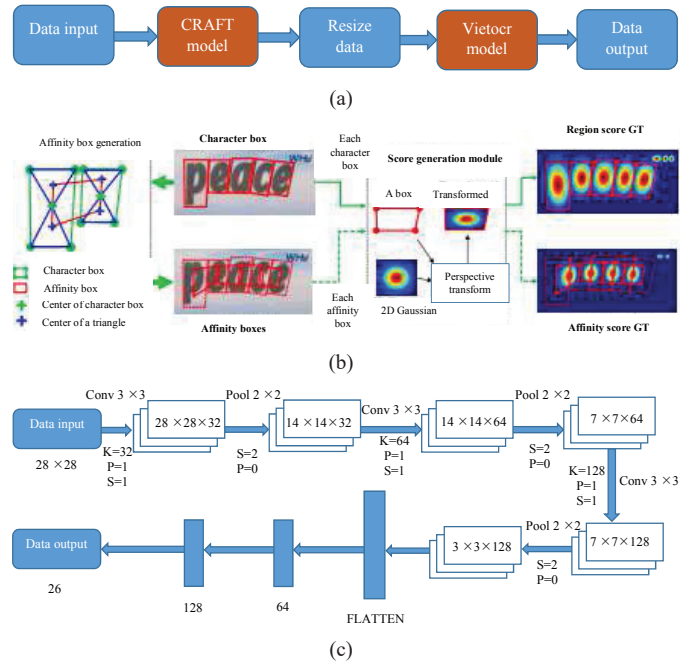 Data input
CRAFT
model
Resize
data
Vietocr
model
Data
output
(a)
Affinity box generation
Character box
Each
character
box
Score generation module
Region score GT
peace
WHu
A box
Transformed
Character box
Affinity box
Center of character box
Center of a triangle
peace
WHu
Affinity boxes
Each
affinity
box
2D Gaussian
Perspective
transform
Affinity score GT
(b)
Conv 3 ×3
Pool 2 ×2
Conv 3 ×3
Pool 2 ×2
Data input
28 ×28×32
14 ×14×32
14 ×14×64
7 ×7×64
28 ×28
K=32
P=1
S=1
S=2
P=0
K=64
P=1
S=1
S=2
P=0
K=128
P=1
S=1
Conv 3 ×3
Data output
3 ×3×128
Pool 2 ×2
S=2
P=0
7 ×7×128
26
128
64
FLATTEN
(c)